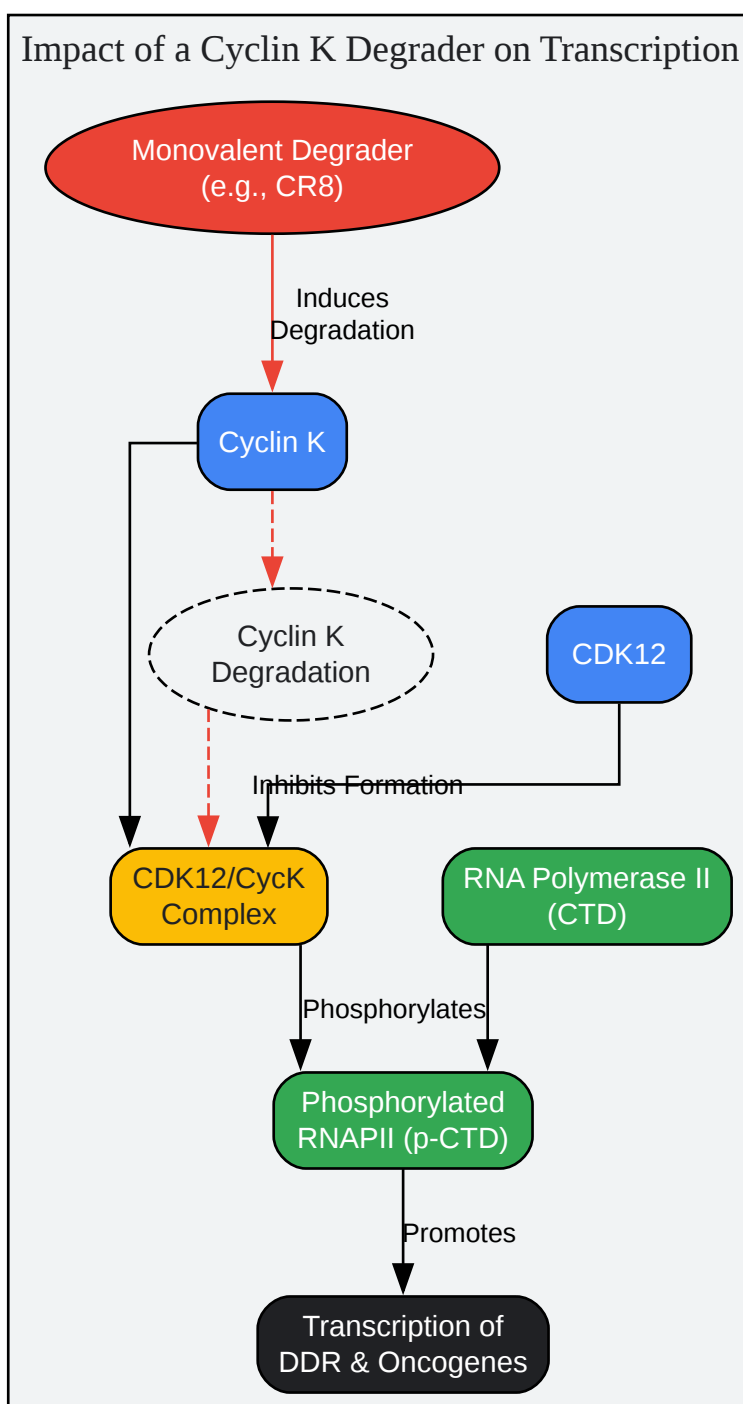 Impact of a Cyclin K Degrader on Transcription
Monovalent Degrader
(e.g., CR8)
Induces
Degradation
Cyclin K
Cyclin K
Degradation
CDK12
Inhibits Formation
CDK12/CycK
Complex
RNA Polymerase II
(CTD)
Phosphorylates
Phosphorylated
RNAPII (p-CTD)
Promotes
Transcription of
DDR & Oncogenes